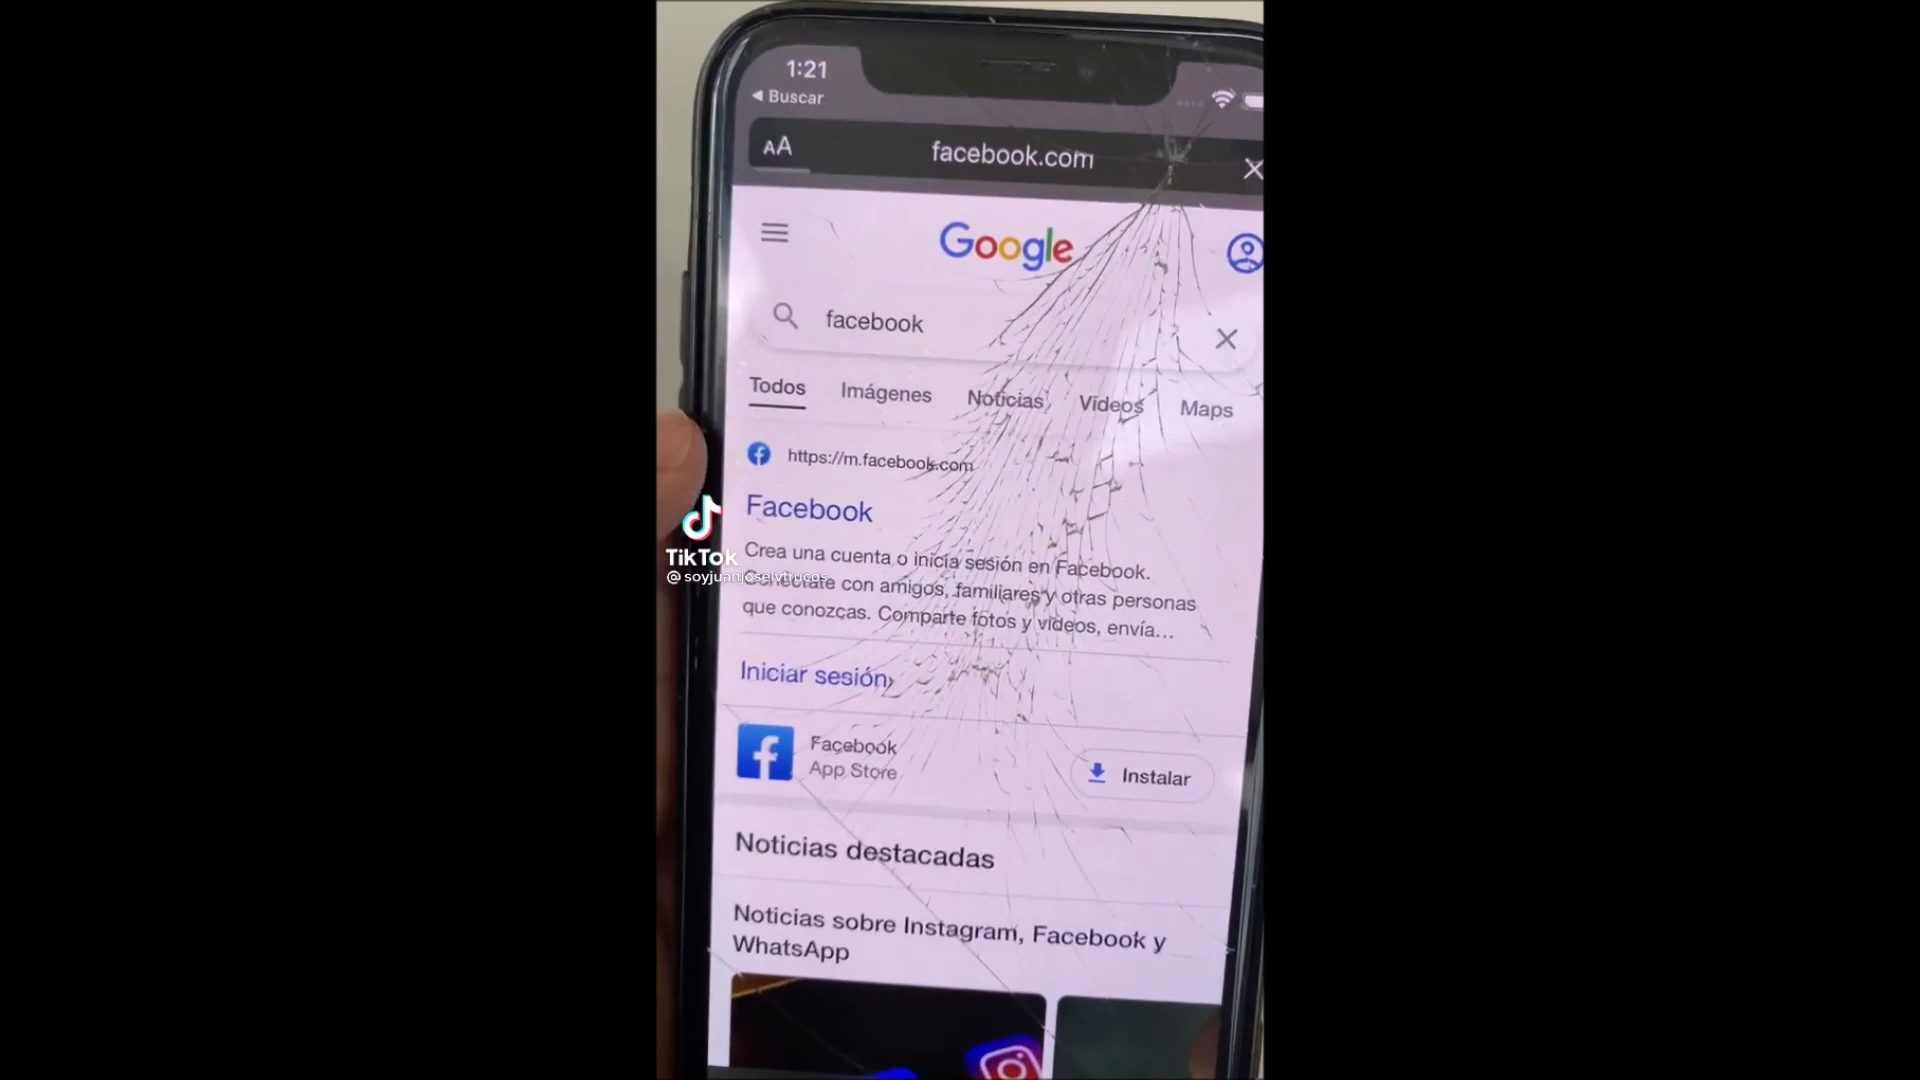 1:21
◀ Buscar
AA
facebook.com
Google
facebook
Todos Imágenes Noticias Videos Maps
https://m.facebook.com
Facebook
Crea una cuenta o inicia sesión en Facebook.
Conéctate con amigos, familiares y otras personas
que conozcas. Comparte fotos y videos, envía...
Iniciar sesión
Facebook
App Store
Instalar
Noticias destacadas
Noticias sobre Instagram, Facebook y
WhatsApp
TikTok
@soyjuanjoselvtrucos